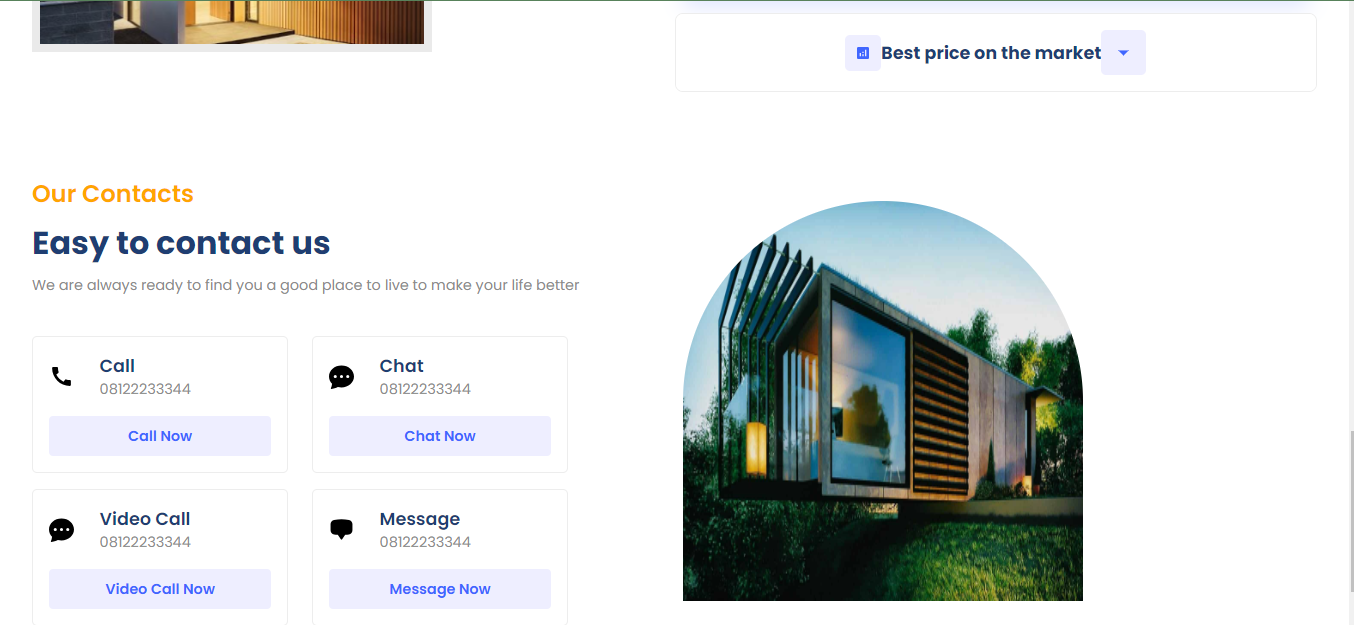 Best price on the market
Our Contacts
Easy to contact us
We are always ready to find you a good place to live to make your life better
Call
08122233344
Call Now
Chat
08122233344
Chat Now
Video Call
08122233344
Video Call Now
Message
08122233344
Message Now